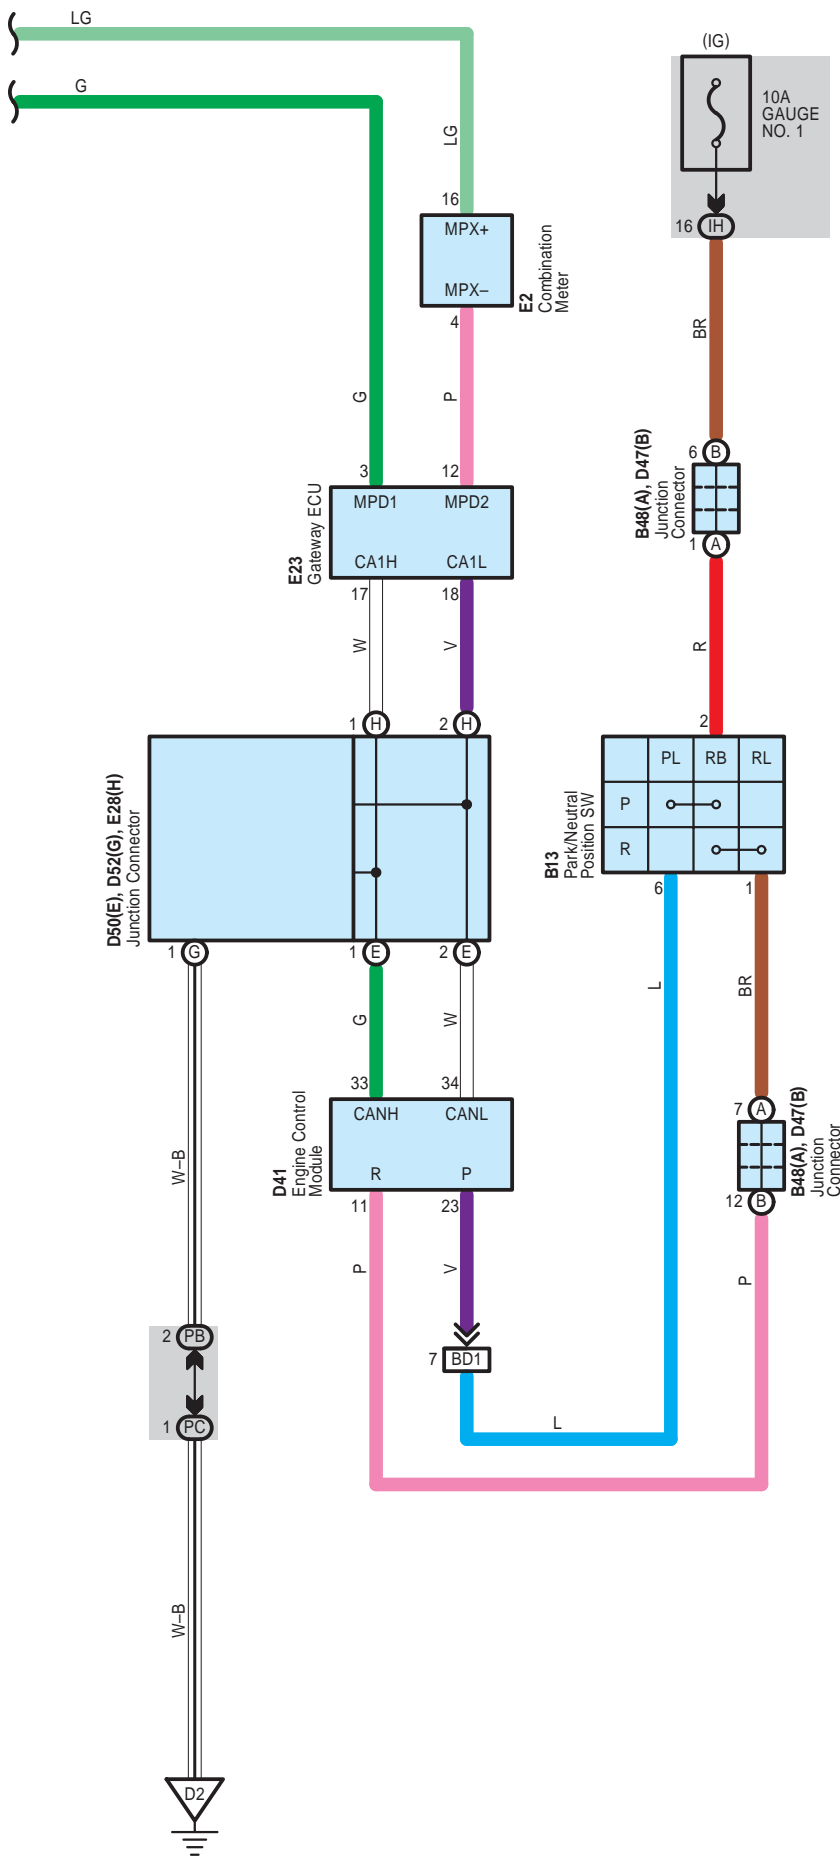 LG
(IG)
G
10A
GAUGE
NO. 1
LG
16
MPX+
MPX–
E2
Combination
Meter
4
16 IH
BR
G
P
6 B
B48(A), D47(B)
Junction
Connector
1 A
3
12
MPD1
MPD2
CA1H
CA1L
E23
Gateway ECU
17
18
W
V
R
1 H
2 H
2
PL
RB
RL
P
R
B13
Park/Neutral
Position SW
6
1
D50(E), D52(G), E28(H)
Junction Connector
1 G
1 E
2 E
G
W
L
BR
33
34
CANH
CANL
R
P
D41
Engine Control
Module
11
23
7 A
B48(A), D47(B)
Junction
Connector
12 B
W–B
P
V
P
2 PB
7 BD1
1 PC
L
W–B
D2